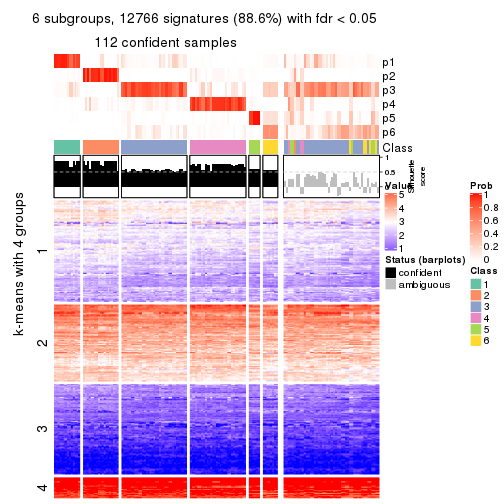 6 subgroups, 12766 signatures (88.6%) with fdr < 0.05
112 confident samples
p1
p2
p3
p4
p5
p6
Class
1
0.5
0
Silhouette
score
k-means with 4 groups
1
2
3
4
Value
5
4
3
2
1
Status (barplots)
confident
ambiguous
Prob
1
0.8
0.6
0.4
0.2
0
Class
1
2
3
4
5
6